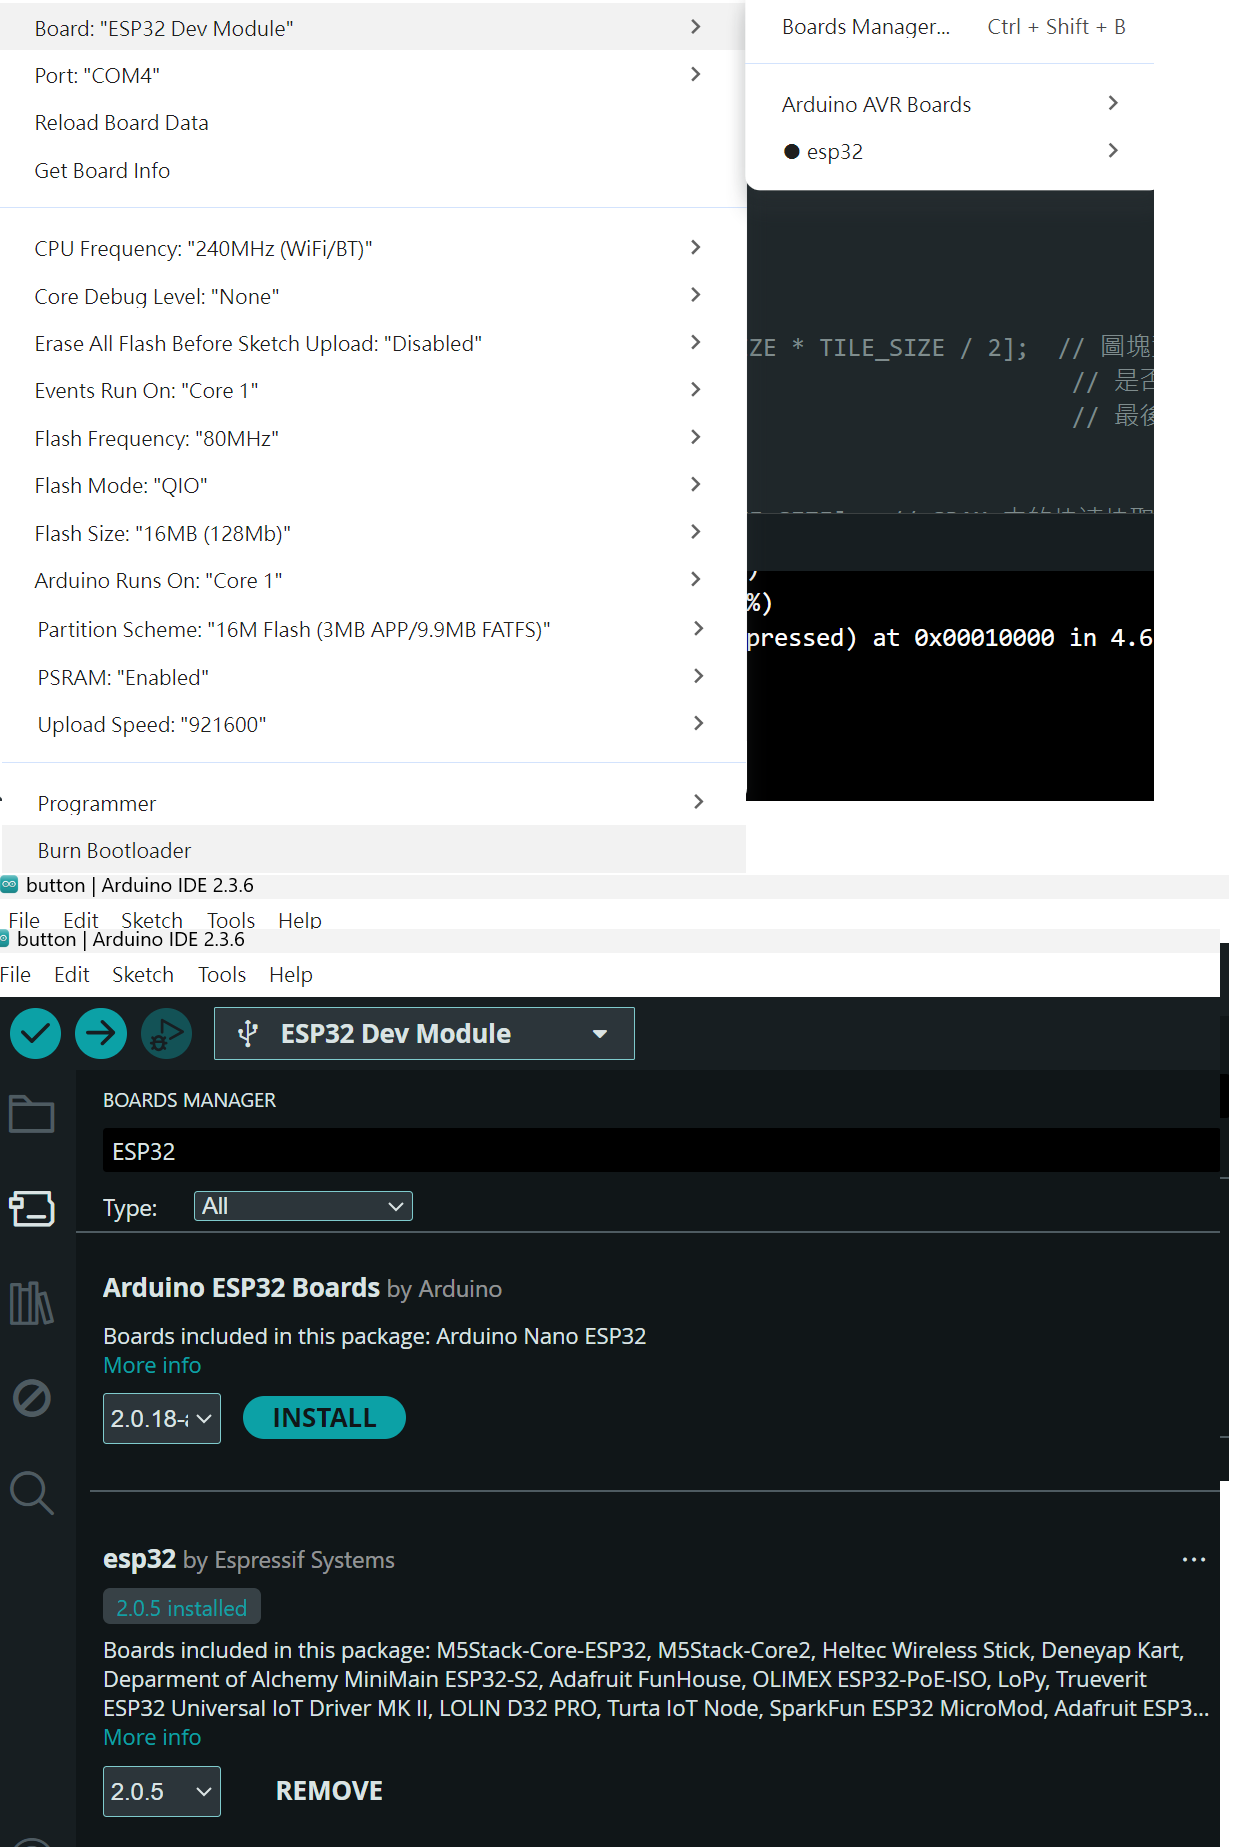 Board: "ESP32 Dev Module"
Port: "COM4"
Reload Board Data
Get Board Info
CPU Frequency: "240MHz (WiFi/BT)"
Core Debug Level: "None"
Erase All Flash Before Sketch Upload: "Disabled"
Events Run On: "Core 1"
Flash Frequency: "80MHz"
Flash Mode: "QIO"
Flash Size: "16MB (128Mb)"
Arduino Runs On: "Core 1"
Partition Scheme: "16M Flash (3MB APP/9.9MB FATFS)"
PSRAM: "Enabled"
Upload Speed: "921600"
Programmer
Burn Bootloader
Boards Manager... Ctrl + Shift + B
Arduino AVR Boards
esp32
ZE * TILE_SIZE / 2]; // 圖塊
// 是否
// 最後
%)
pressed) at 0x00010000 in 4.6
button | Arduino IDE 2.3.6
File Edit Sketch Tools Help
button | Arduino IDE 2.3.6
File Edit Sketch Tools Help
ESP32 Dev Module
BOARDS MANAGER
ESP32
Type: All
Arduino ESP32 Boards by Arduino
Boards included in this package: Arduino Nano ESP32
More info
2.0.18-a INSTALL
esp32 by Espressif Systems
2.0.5 installed
Boards included in this package: M5Stack-Core-ESP32, M5Stack-Core2, Heltec Wireless Stick, Deneyap Kart,
Deparment of Alchemy MiniMain ESP32-S2, Adafruit FunHouse, OLIMEX ESP32-PoE-ISO, LoPy, Trueverit
ESP32 Universal IoT Driver MK II, LOLIN D32 PRO, Turta IoT Node, SparkFun ESP32 MicroMod, Adafruit ESP3...
More info
2.0.5 REMOVE